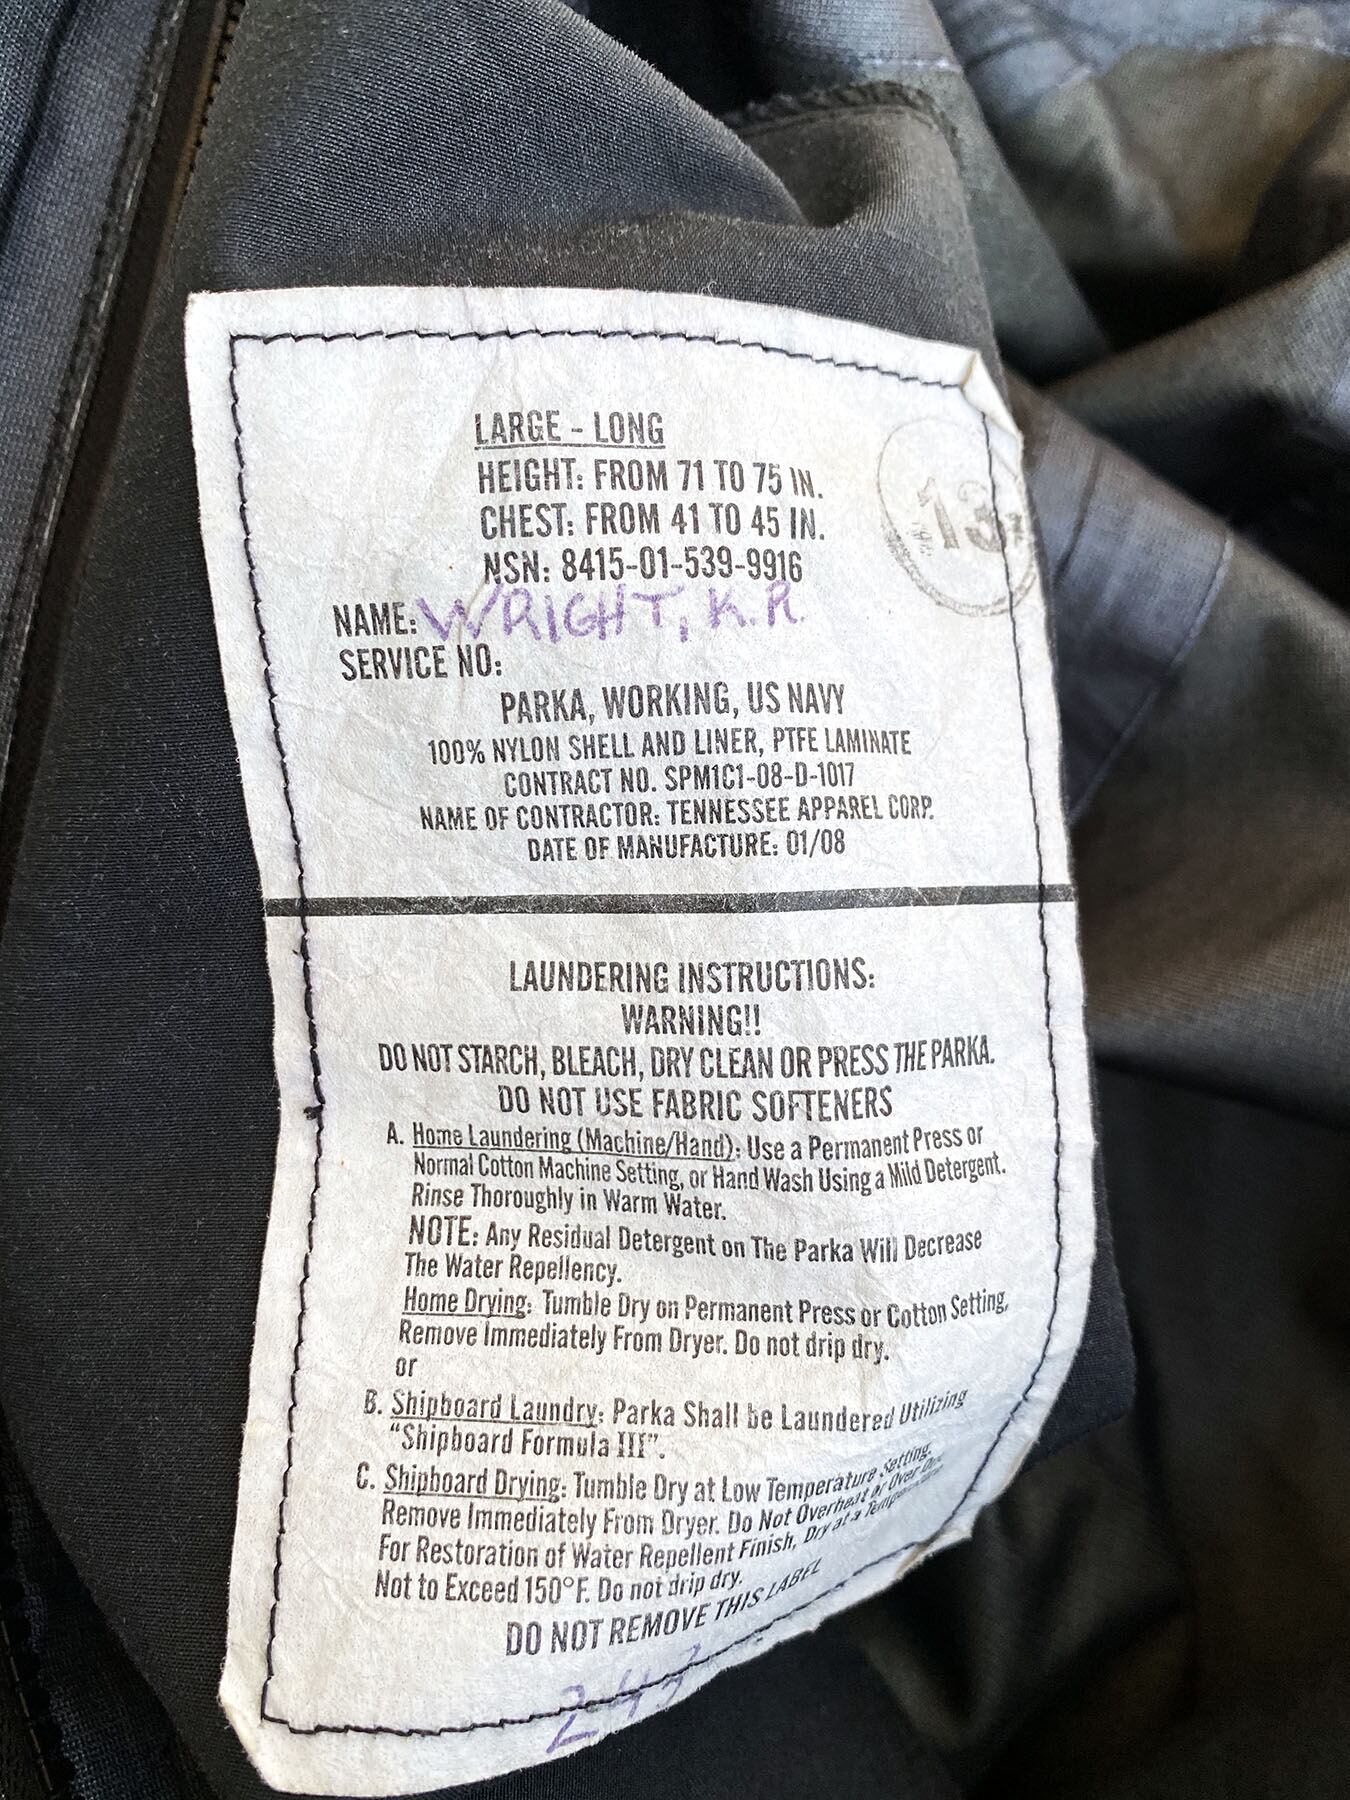 LARGE - LONG
HEIGHT: FROM 71 TO 75 IN.
CHEST: FROM 41 TO 45 IN.
NSN: 8415-01-539-9916
13
NAME: WRIGHT, K.R.
SERVICE NO:
PARKA, WORKING, US NAVY
100% NYLON SHELL AND LINER, PTFE LAMINATE
CONTRACT NO. SPM1C1-08-D-1017
NAME OF CONTRACTOR: TENNESSEE APPAREL CORP.
DATE OF MANUFACTURE: 01/08
LAUNDERING INSTRUCTIONS:
WARNING!!
DO NOT STARCH, BLEACH, DRY CLEAN OR PRESS THE PARKA.
DO NOT USE FABRIC SOFTENERS
A. Home Laundering (Machine/Hand): Use a Permanent Press or
Normal Cotton Machine Setting, or Hand Wash Using a Mild Detergent.
Rinse Thoroughly in Warm Water.
NOTE: Any Residual Detergent on The Parka Will Decrease
The Water Repellency.
Home Drying: Tumble Dry on Permanent Press or Cotton Setting,
Remove Immediately From Dryer. Do not drip dry.
or
B. Shipboard Laundry: Parka Shall be Laundered Utilizing
"Shipboard Formula III".
C. Shipboard Drying: Tumble Dry at Low Temperature Setting.
Remove Immediately From Dryer. Do Not Overheat or Over
For Restoration of Water Repellent Finish, Dry at a
Not to Exceed 150°F. Do not drip dry.
DO NOT REMOVE THIS LABEL